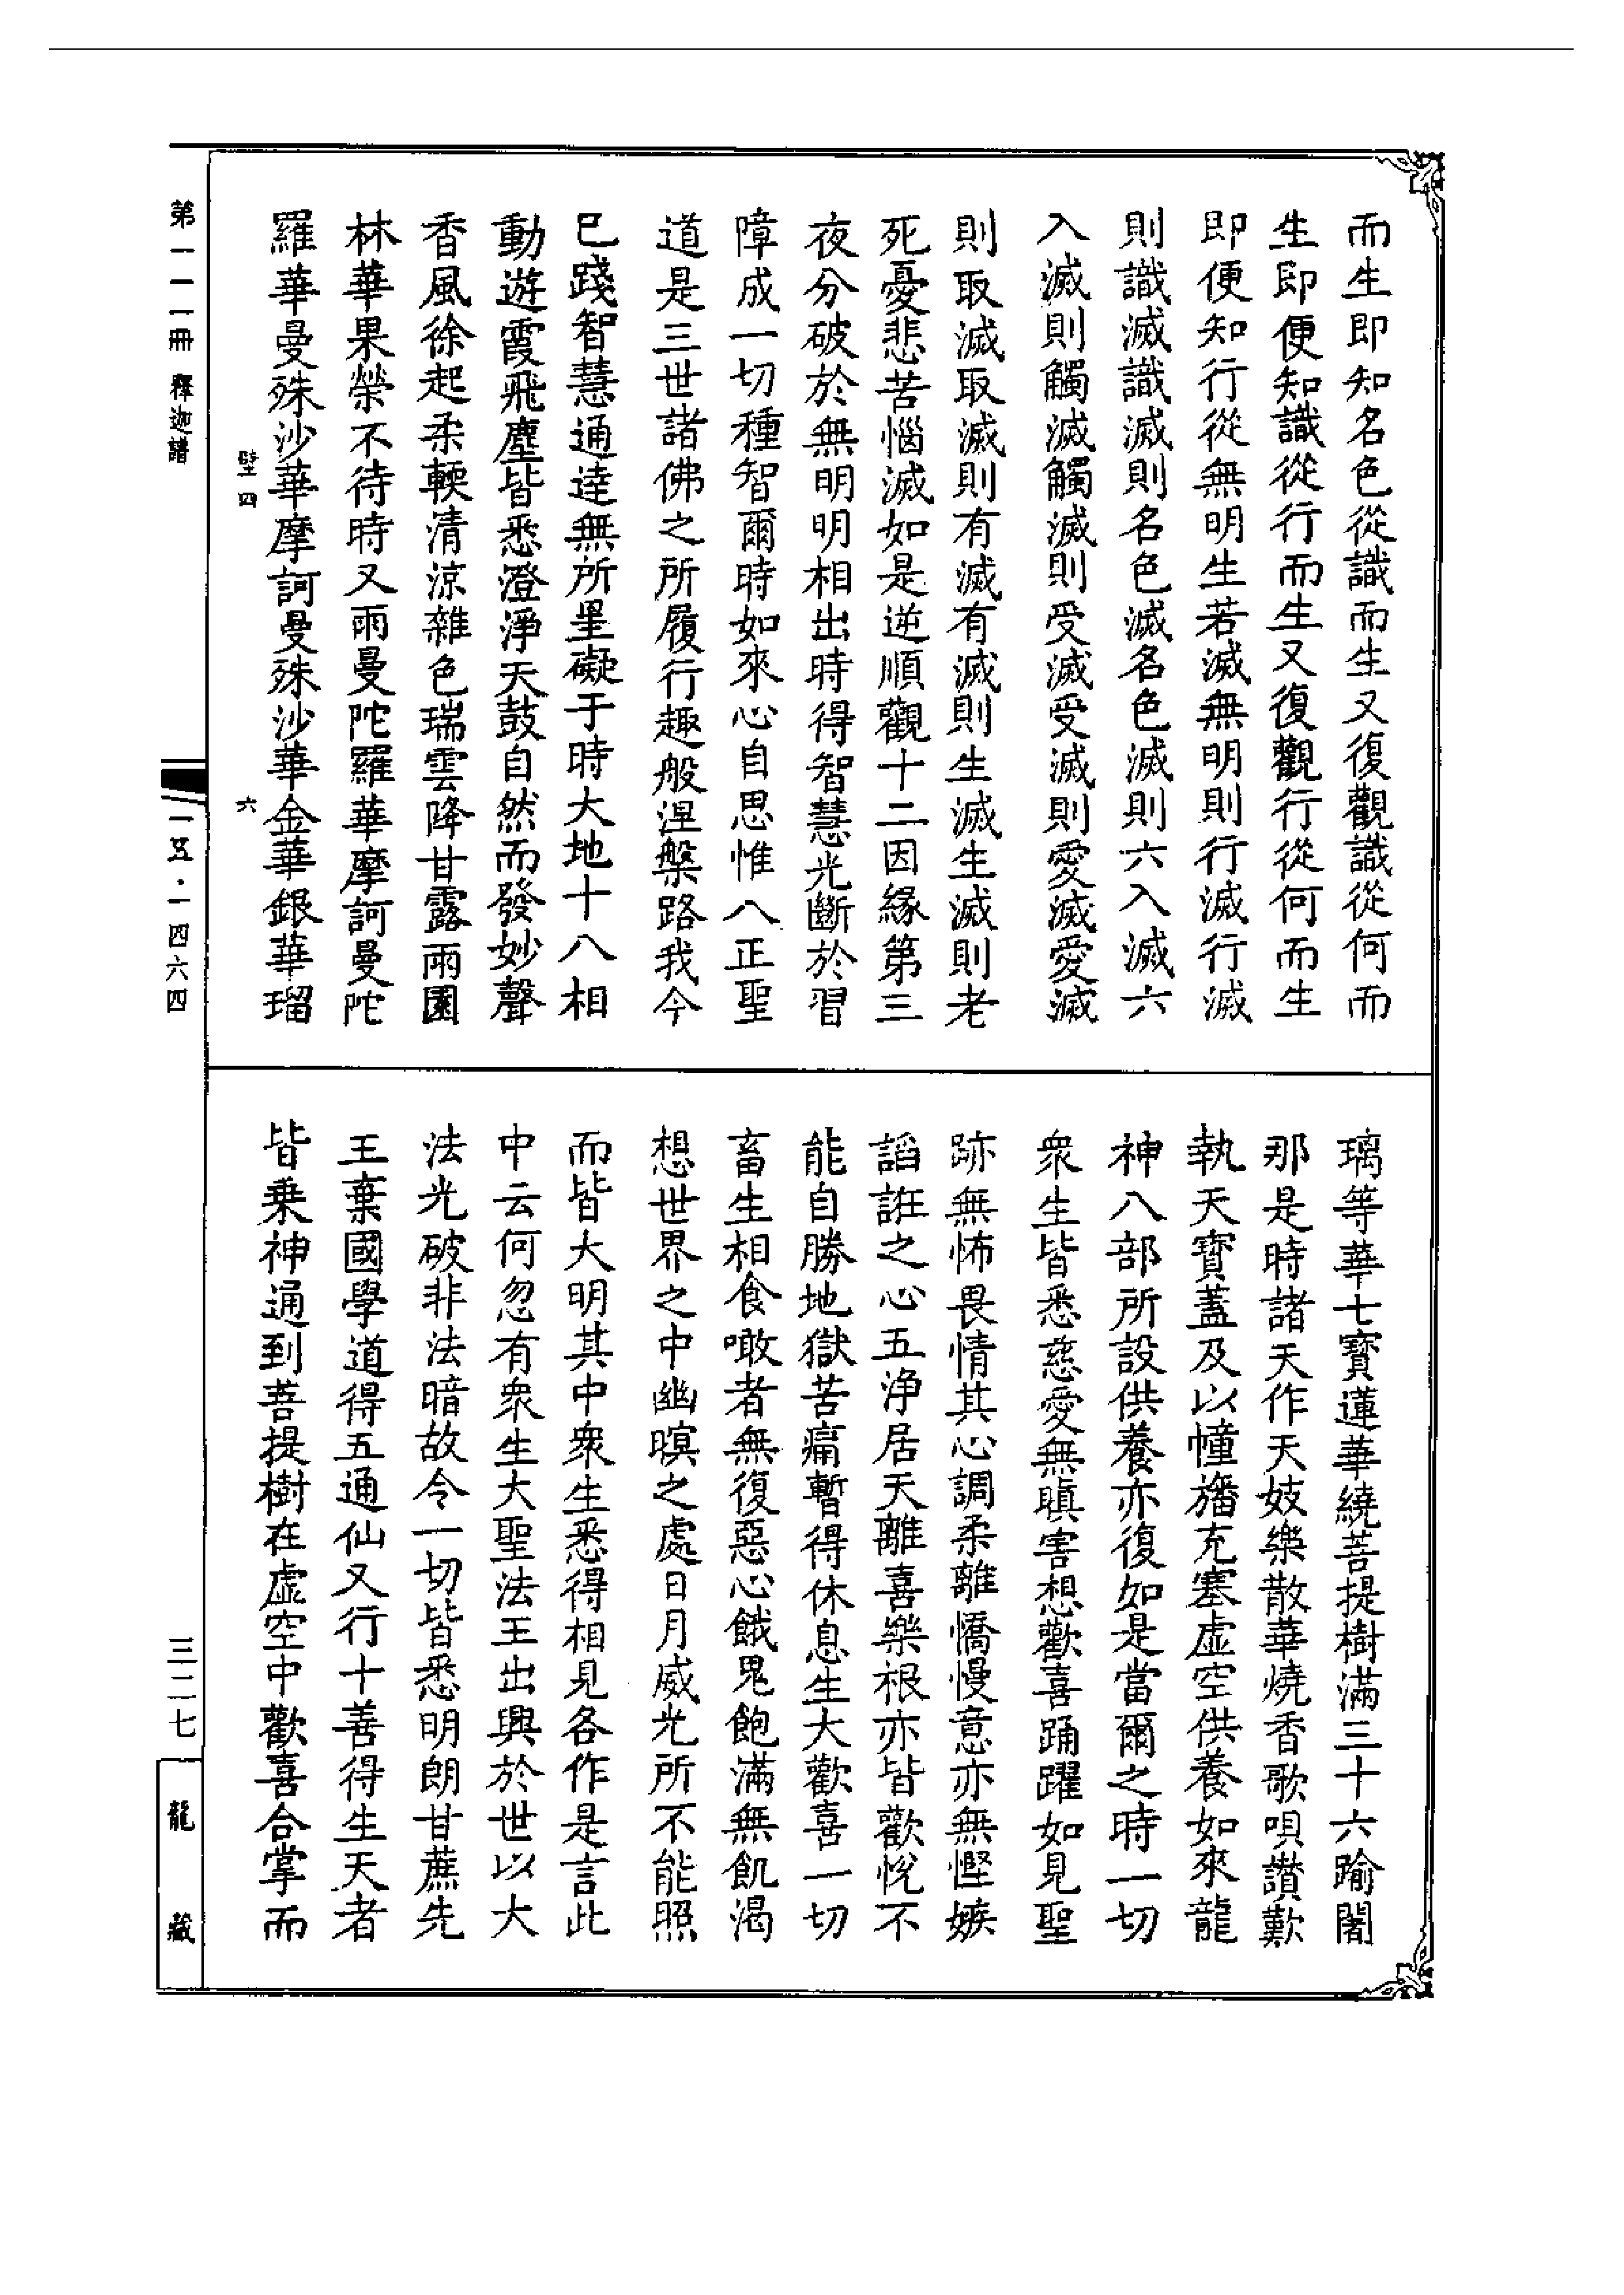 而生即知名色從識而生又復觀識從何而
生即便知識從行而生又復觀行從何而生
即便知行從無明生若滅無明則行滅行滅
則識滅識滅則名色滅名色滅則六入滅六
入滅則觸滅觸滅則受滅受滅則愛滅愛滅
則取滅取滅則有滅有滅則生滅生滅則老
死憂悲苦惱滅如是逆順觀十二因緣第三
夜分破於無明明相出時得智慧光斷於習
障成一切種智爾時如來心自思惟八正聖
道是三世諸佛之所履行趣般涅槃路我今
已踐智慧通達無所罣礙于時大地十八相
動遊霞飛塵皆悉澄淨天鼓自然而發妙聲
香風徐起柔輭清涼雜色瑞雲降甘露雨園
林華果榮不待時又雨曼陀羅華摩訶曼陀
羅華曼殊沙華摩訶曼殊沙華金華銀華瑠
璃等華七寶蓮華繞菩提樹滿三十六踰闍
那是時諸天作天妓樂散華燒香歌唄讚歎
執天寶蓋及以幢旛充塞虛空供養如來龍
神八部所設供養亦復如是當爾之時一切
衆生皆悉慈愛無瞋害想歡喜踊躍如見聖
跡無怖畏情其心調柔離憍慢意亦無慳嫉
諂誑之心五淨居天離喜樂根亦皆歡悅不
能自勝地獄苦痛暫得休息生大歡喜一切
畜生相食噉者無復惡心餓鬼飽滿無飢渴
想世界之中幽暝之處日月威光所不能照
而皆大明其中衆生悉得相見各作是言此
中云何忽有衆生大聖法王出興於世以大
法光破非法暗故令一切皆悉明朗甘蔗先
王棄國學道得五通仙又行十善得生天者
皆乘神通到菩提樹在虛空中歡喜合掌而
壁四 六
第一一一冊 釋迦譜
一五·一四六四
三二七
龍藏